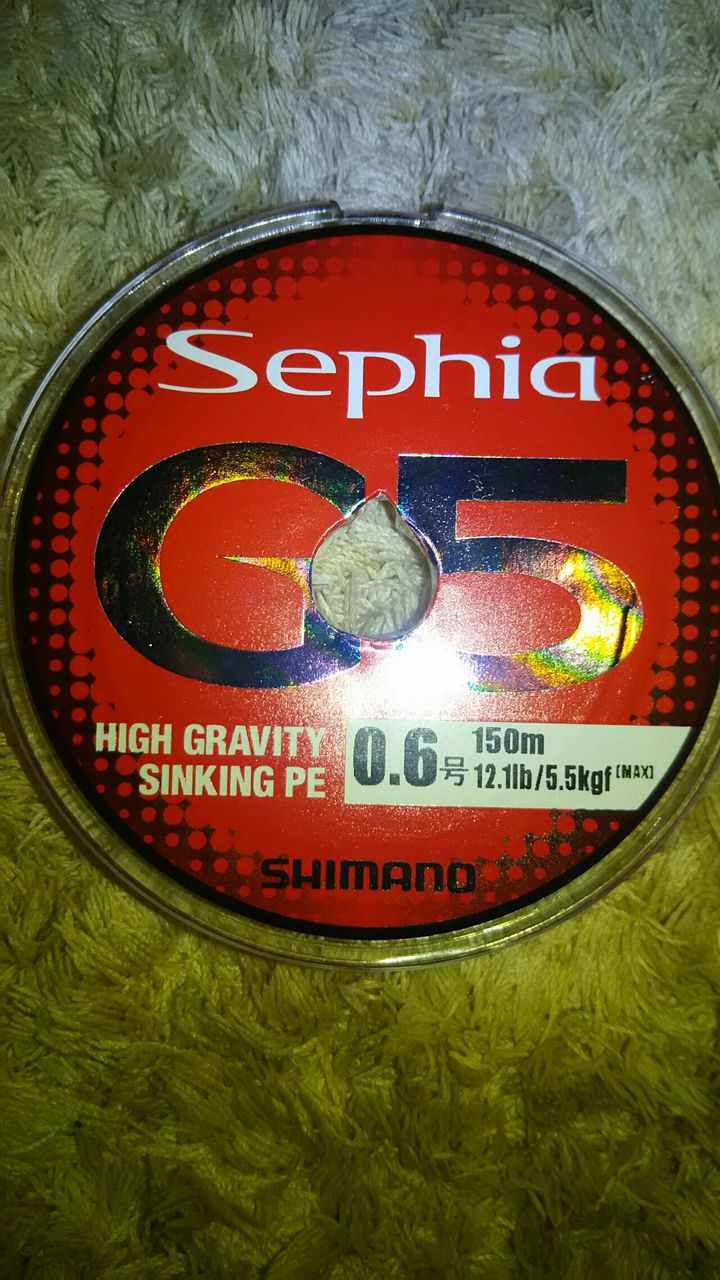 Sephia
G5
HIGH GRAVITY
SINKING PE
0.6号
150m
12.1lb/5.5kgf [MAX]
SHIMANO